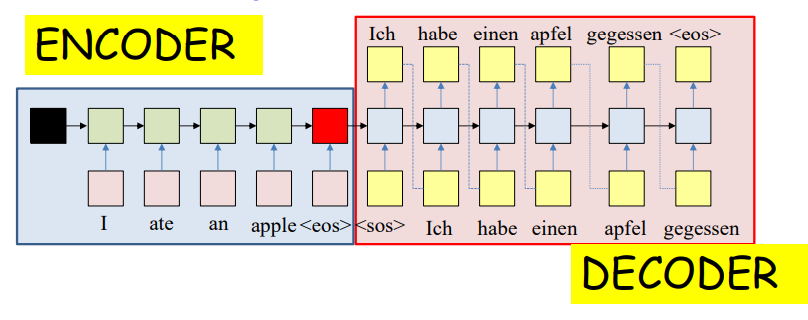 ENCODER
Ich habe einen apfel gegessen <eos>
I ate an apple <eos> <sos> Ich habe einen apfel gegessen
DECODER